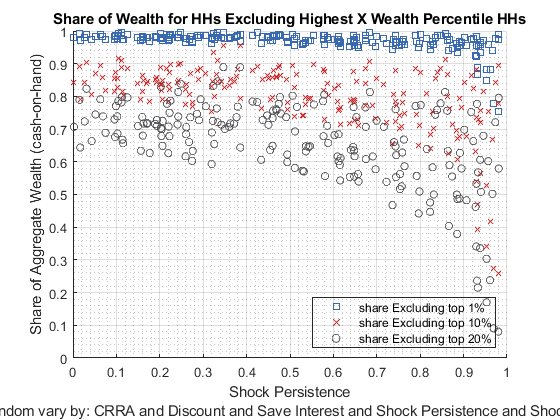 Share of Wealth for HHs Excluding Highest X Wealth Percentile HHs
Share of Aggregate Wealth (cash-on-hand)
1
0.9
0.8
0.7
0.6
0.5
0.4
0.3
0.2
0.1
0
share Excluding top 1%
share Excluding top 10%
share Excluding top 20%
0 0.1 0.2 0.3 0.4 0.5 0.6 0.7 0.8 0.9 1
Shock Persistence
ndom vary by: CRRA and Discount and Save Interest and Shock Persistence and Sho